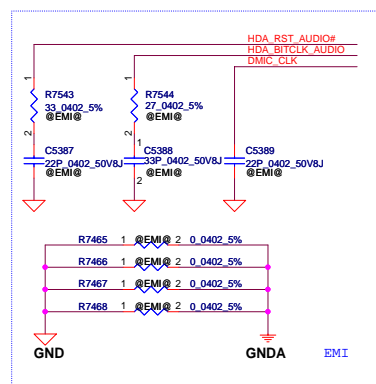 HDA_RST_AUDIO#
HDA_BITCLK_AUDIO
DMIC_CLK
1
1
R7543
33_0402_5%
@EMI@
R7544
27_0402_5%
@EMI@
2
2
C5387
22P_0402_50V8J
@EMI@
1
C5388
33P_0402_50V8J
@EMI@
2
C5389
22P_0402_50V8J
@EMI@
R7465 1 @EMI@ 2 0_0402_5%
R7466 1 @EMI@ 2 0_0402_5%
R7467 1 @EMI@ 2 0_0402_5%
R7468 1 @EMI@ 2 0_0402_5%
GND GNDA EMI